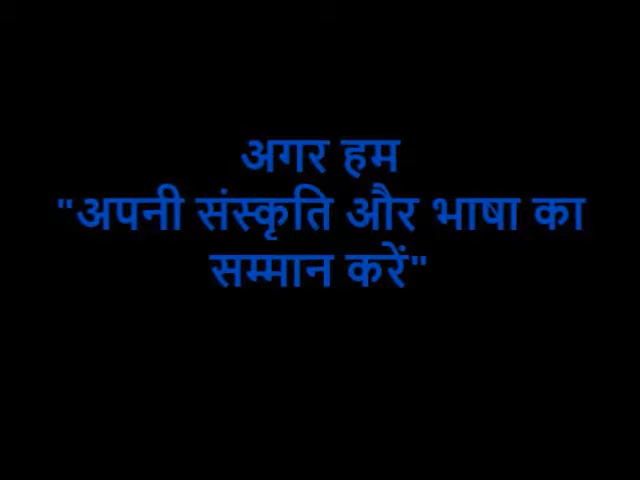 अगर हम
"अपनी संस्कृति और भाषा का
सम्मान करें"